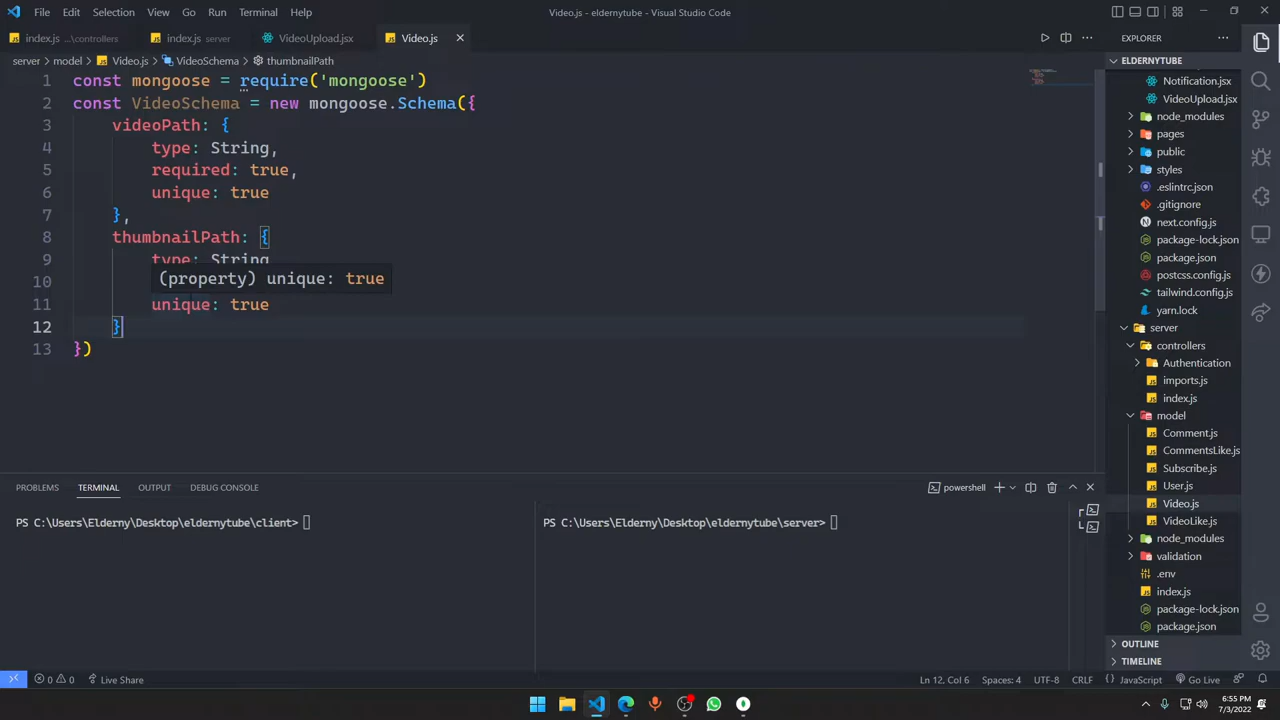 File Edit Selection View Go Run Terminal Help
Video.js - eldernytube - Visual Studio Code
index.js ...\controllers
index.js server
VideoUpload.jsx
Video.js
server > model > Video.js > VideoSchema > thumbnailPath
1 const mongoose = require('mongoose')
2 const VideoSchema = new mongoose.Schema({
3 videoPath: {
4 type: String,
5 required: true,
6 unique: true
7 },
8 thumbnailPath: {
9 type: String
10 (property) unique: true
11 unique: true
12 }
13 })
PROBLEMS TERMINAL OUTPUT DEBUG CONSOLE
powershell
PS C:\Users\Elderny\Desktop\eldernytube\client>
PS C:\Users\Elderny\Desktop\eldernytube\server>
EXPLORER
ELDERNYTUBE
Notification.jsx
VideoUpload.jsx
node_modules
pages
public
styles
.eslintrc.json
.gitignore
next.config.js
package-lock.json
package.json
postcss.config.js
tailwind.config.js
yarn.lock
server
controllers
Authentication
imports.js
index.js
model
Comment.js
CommentsLike.js
Subscribe.js
User.js
Video.js
VideoLike.js
node_modules
validation
.env
index.js
package-lock.json
package.json
OUTLINE
TIMELINE
0 0 Live Share
Ln 12, Col 6 Spaces: 4 UTF-8 CRLF JavaScript Go Live
6:55 PM
7/3/2022